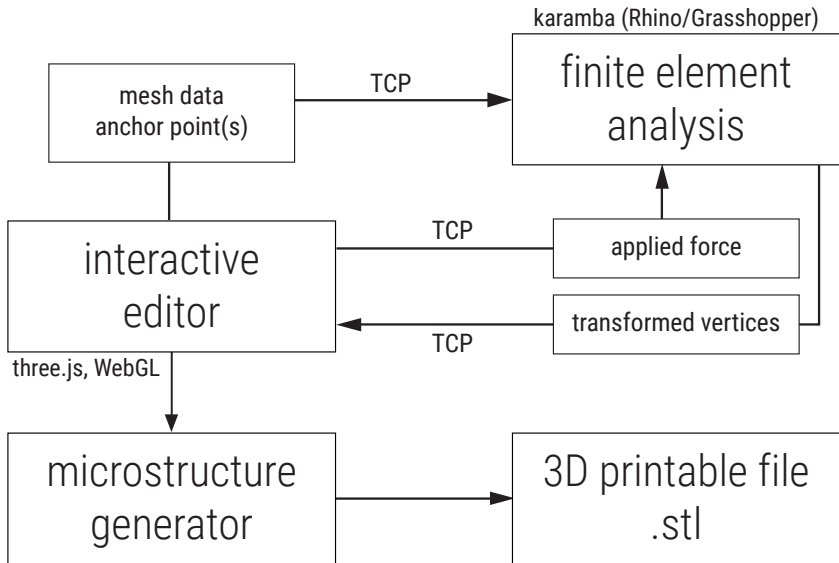 karamba (Rhino/Grasshopper)
mesh data
anchor point(s)
TCP
finite element
analysis
interactive
editor
TCP
applied force
TCP
transformed vertices
three.js, WebGL
microstructure
generator
3D printable file
.stl